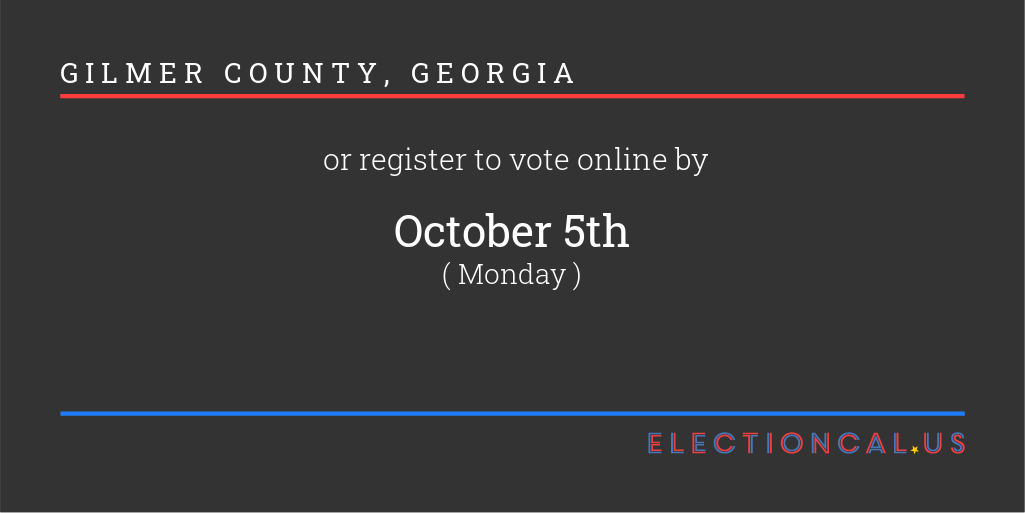 GILMER COUNTY, GEORGIA
or register to vote online by
October 5th
( Monday )
ELECTIONCAL.US